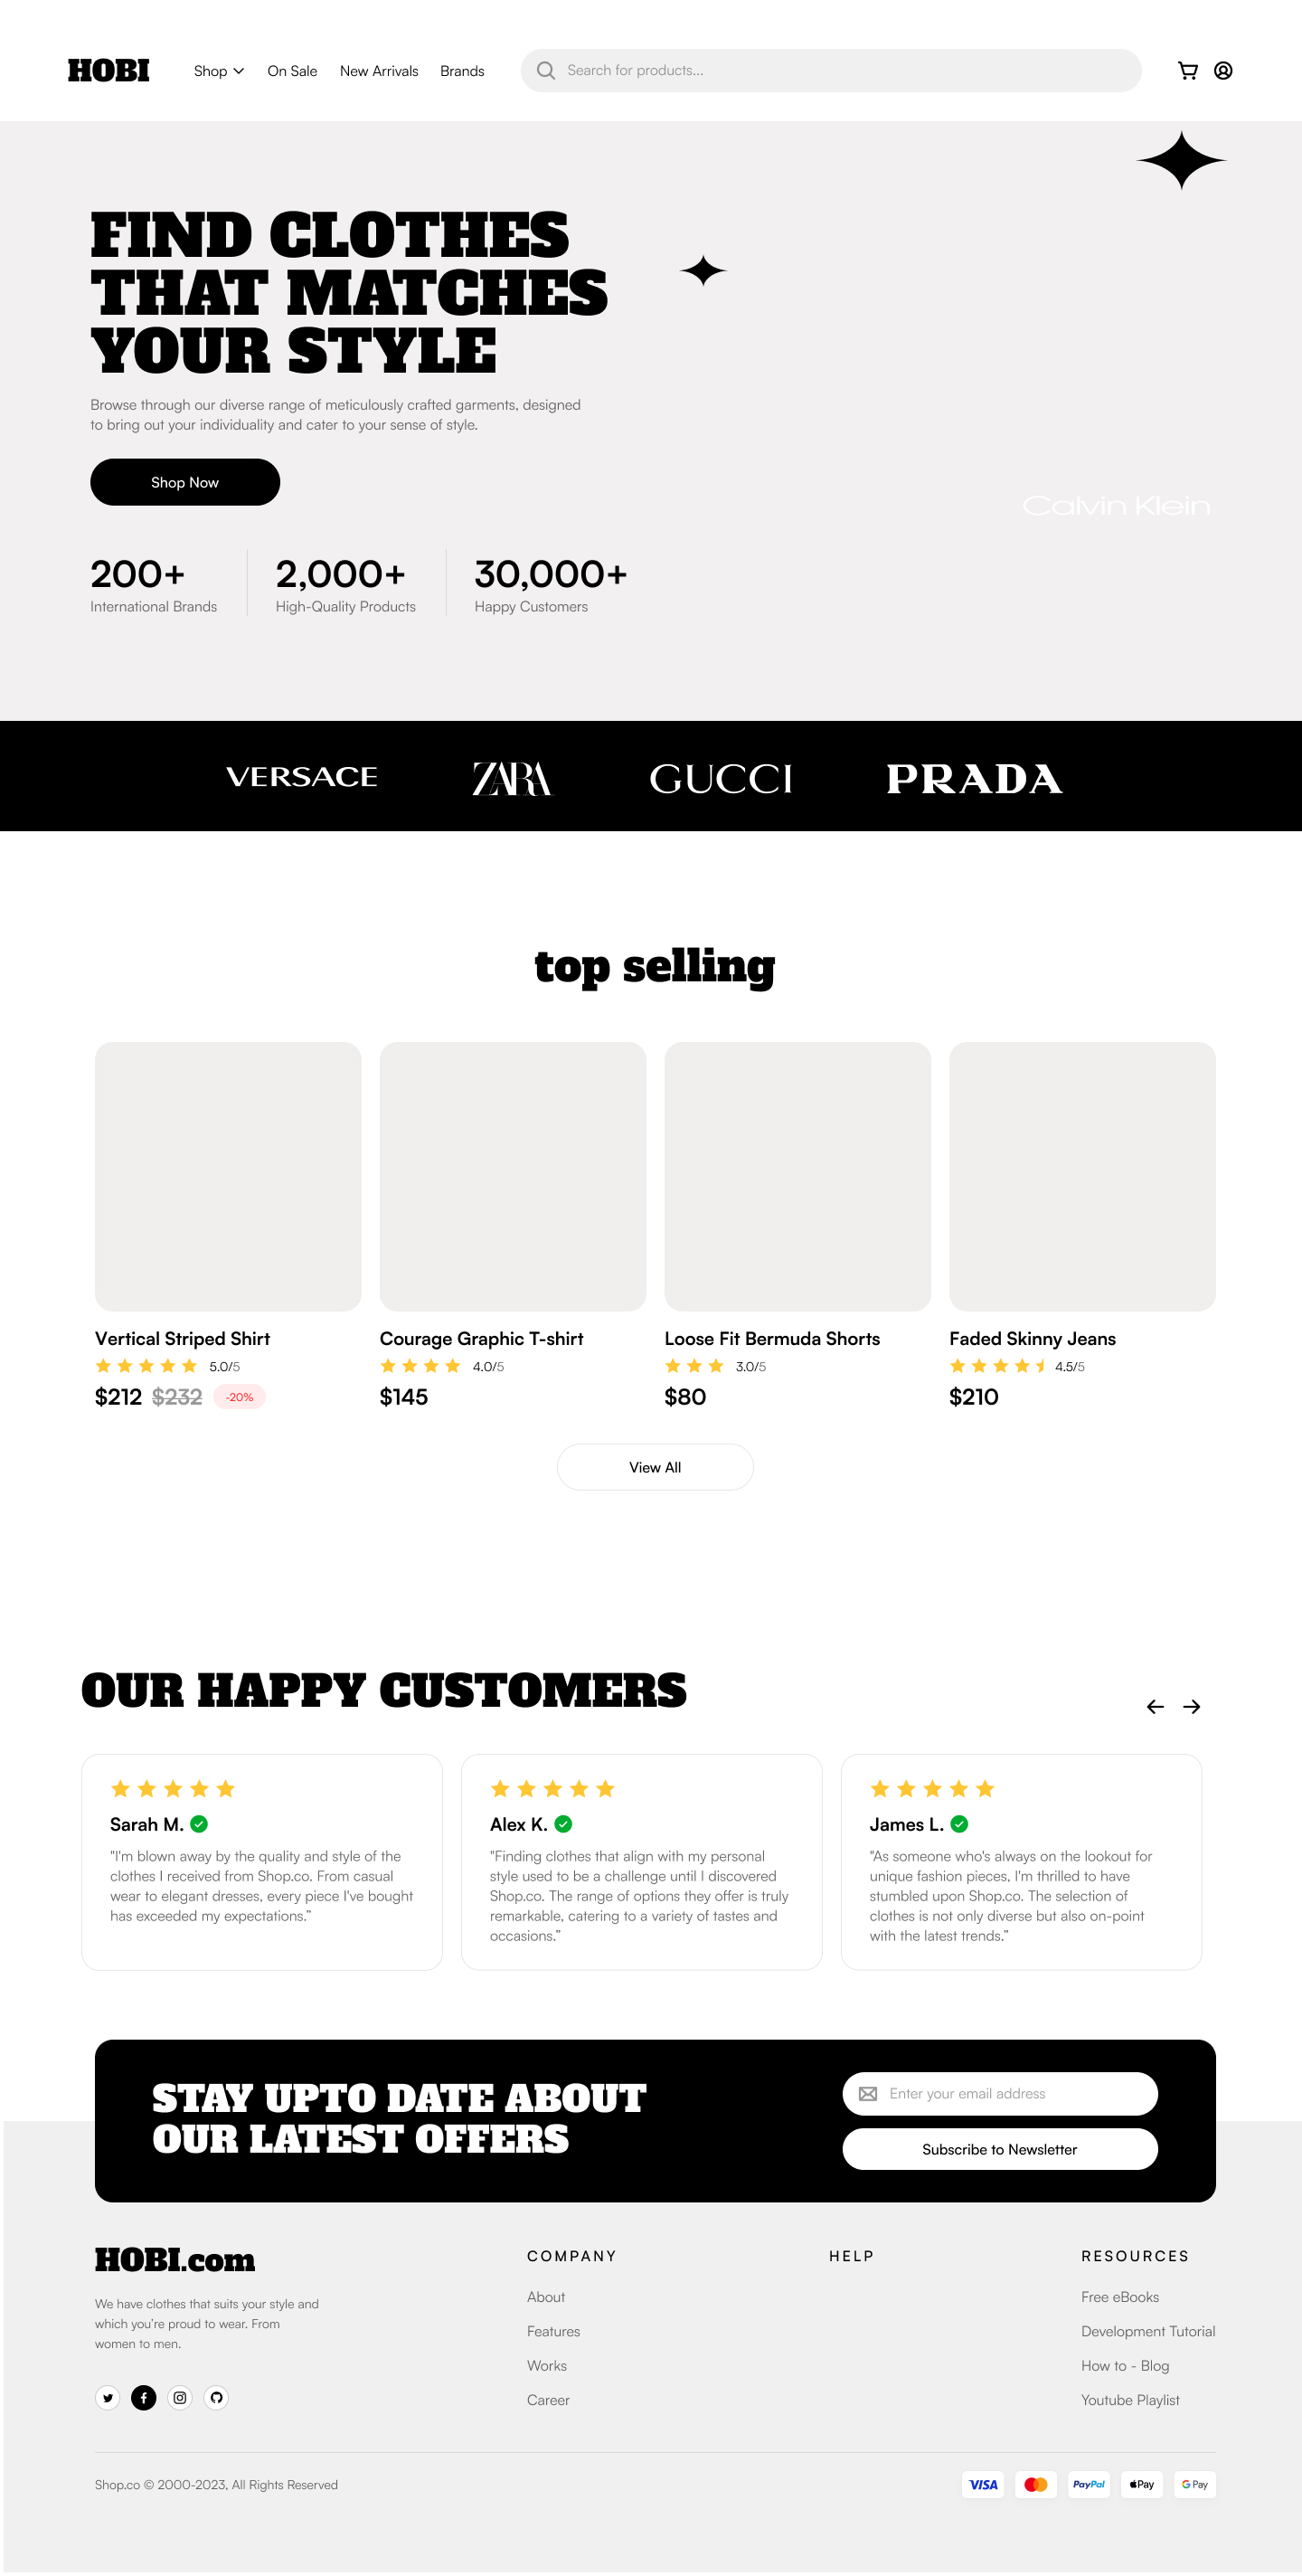 HOBI
Shop
On Sale
New Arrivals
Brands
Search for products...
FIND CLOTHES
THAT MATCHES
YOUR STYLE
Browse through our diverse range of meticulously crafted garments, designed
to bring out your individuality and cater to your sense of style.
Shop Now
Calvin Klein
200+
International Brands
2,000+
High-Quality Products
30,000+
Happy Customers
VERSACE
ZARA
GUCCI
PRADA
top selling
Vertical Striped Shirt
5.0/5
$212 $232 -20%
Courage Graphic T-shirt
4.0/5
$145
Loose Fit Bermuda Shorts
3.0/5
$80
Faded Skinny Jeans
4.5/5
$210
View All
OUR HAPPY CUSTOMERS
Sarah M.
"I'm blown away by the quality and style of the
clothes I received from Shop.co. From casual
wear to elegant dresses, every piece I've bought
has exceeded my expectations.”
Alex K.
"Finding clothes that align with my personal
style used to be a challenge until I discovered
Shop.co. The range of options they offer is truly
remarkable, catering to a variety of tastes and
occasions.”
James L.
"As someone who's always on the lookout for
unique fashion pieces, I'm thrilled to have
stumbled upon Shop.co. The selection of
clothes is not only diverse but also on-point
with the latest trends.”
STAY UPTO DATE ABOUT
OUR LATEST OFFERS
Enter your email address
Subscribe to Newsletter
HOBI.com
We have clothes that suits your style and
which you’re proud to wear. From
women to men.
COMPANY
About
Features
Works
Career
HELP
RESOURCES
Free eBooks
Development Tutorial
How to - Blog
Youtube Playlist
Shop.co © 2000-2023, All Rights Reserved
VISA
PayPal
Pay
G Pay